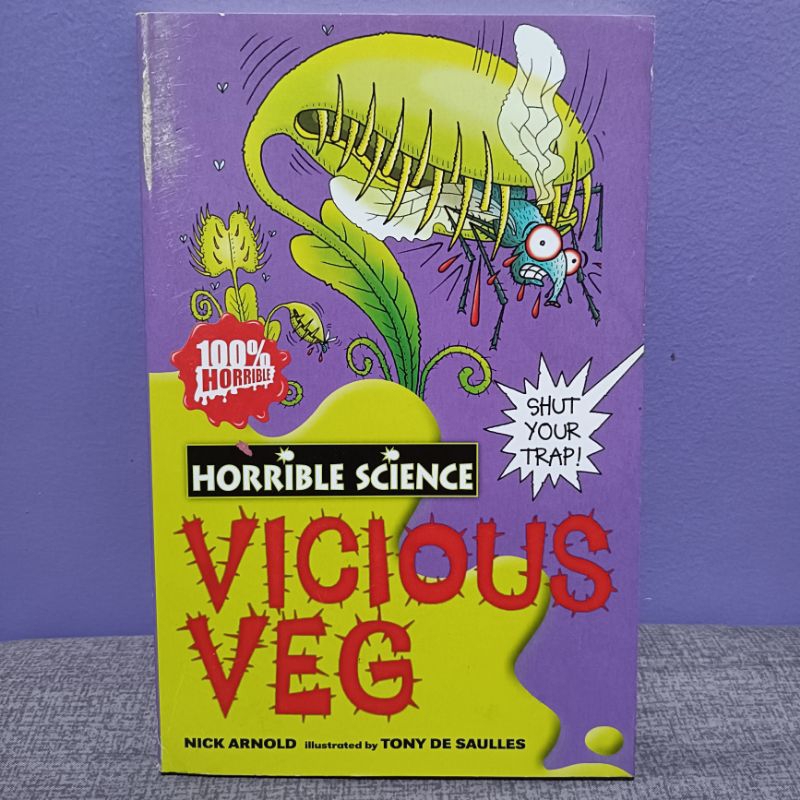 100%
HORRIBLE
SHUT
YOUR
TRAP!
HORRIBLE SCIENCE
VICIOUS
VEG
NICK ARNOLD illustrated by TONY DE SAULLES